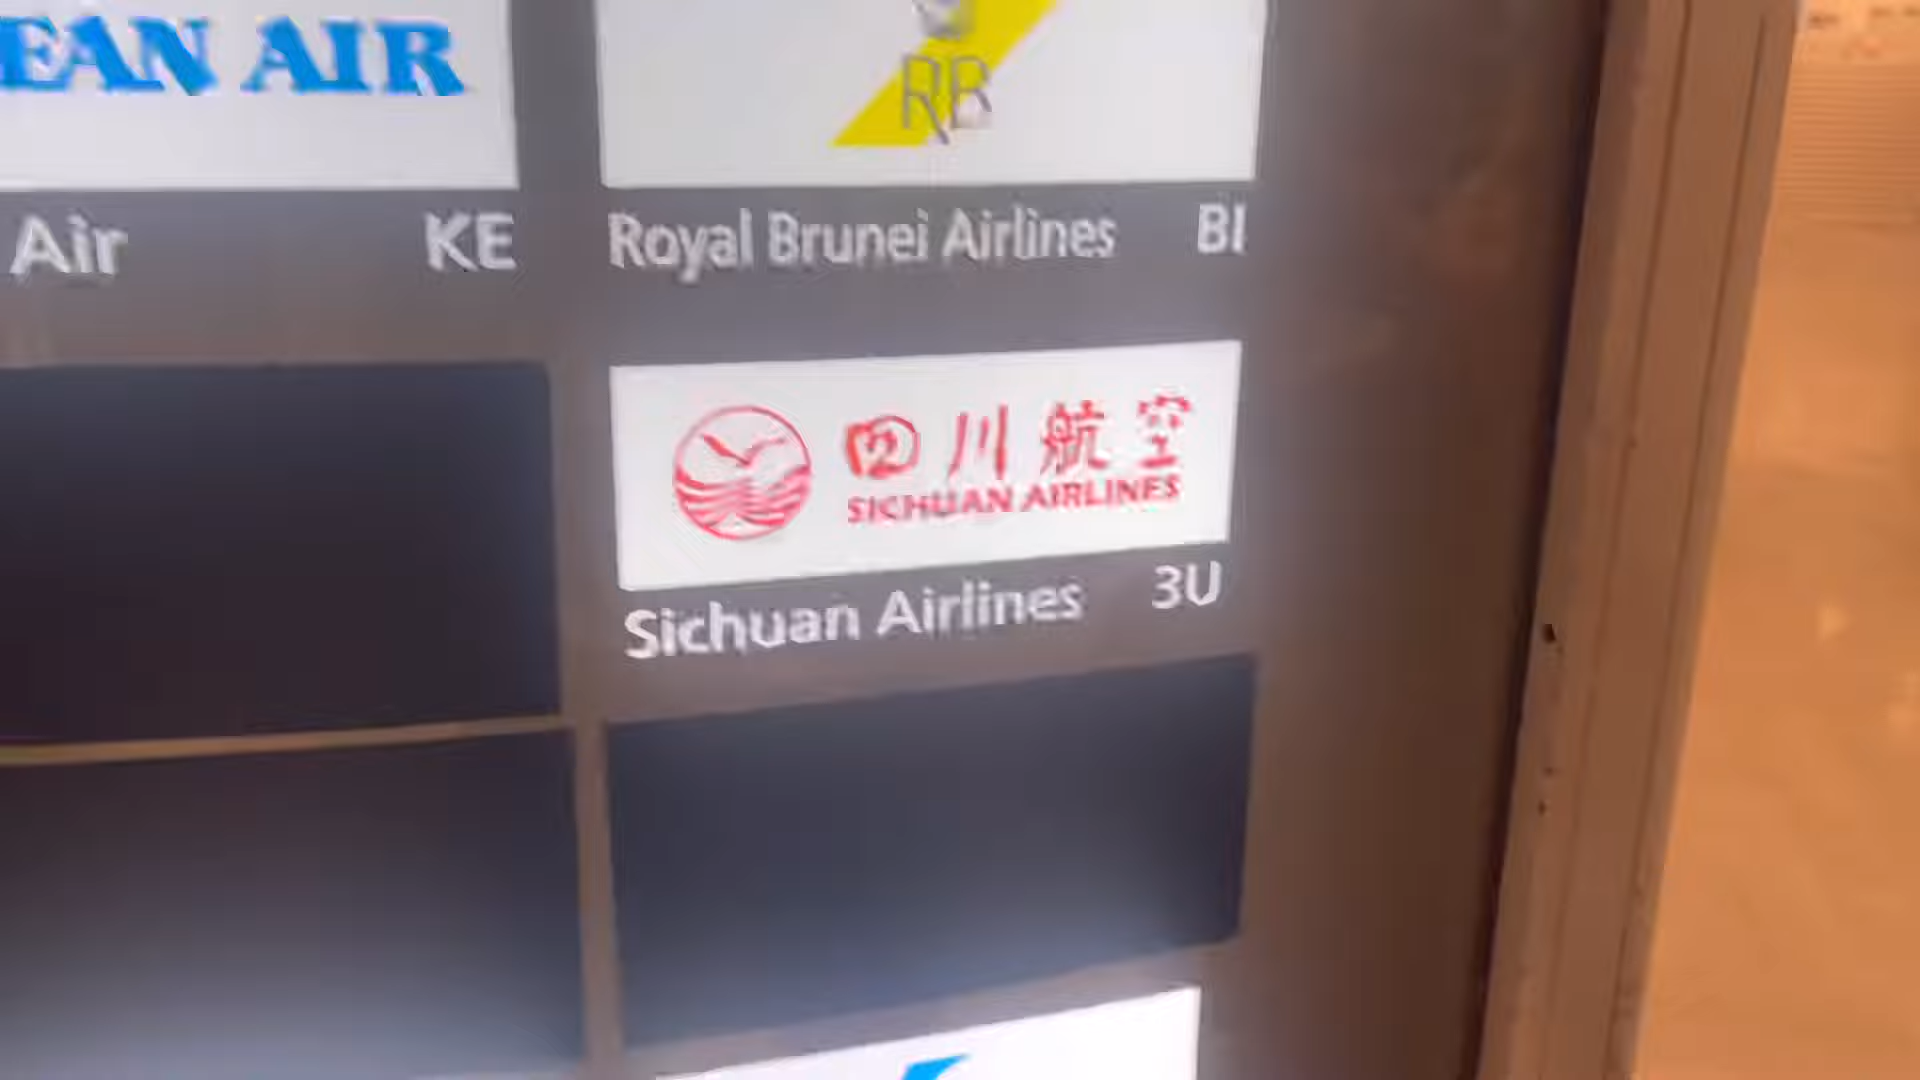 EAN AIR
RB
Air KE
Royal Brunei Airlines BI
四川航空
SICHUAN AIRLINES
Sichuan Airlines 3U